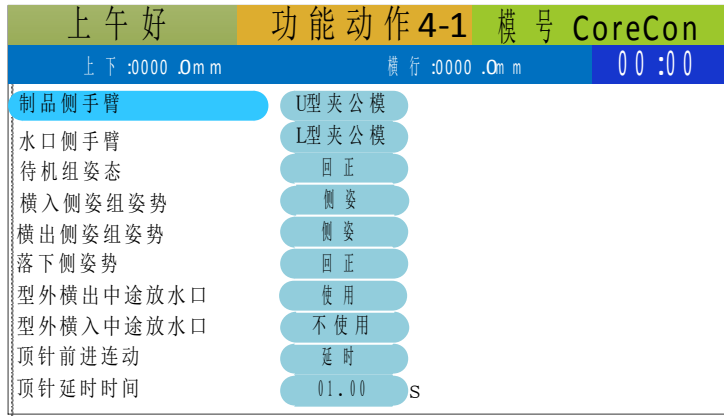 上午好 功能动作4-1 模号 CoreCon
上下:0000.0mm 横行:0000.0mm 00:00
制品侧手臂 U型夹公模
水口侧手臂 L型夹公模
待机组姿态 回正
横入侧姿组姿势 侧姿
横出侧姿组姿势 侧姿
落下侧姿势 回正
型外横出中途放水口 使用
型外横入中途放水口 不使用
顶针前进连动 延时
顶针延时时间 01.00 S